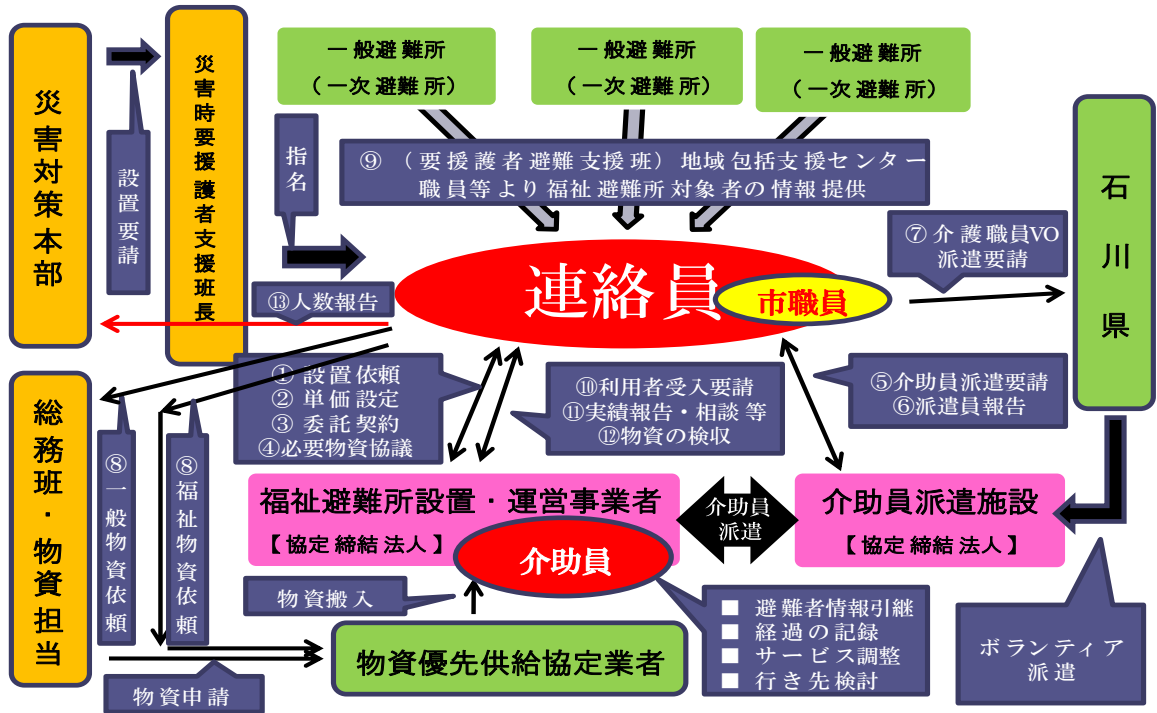 災害対策本部
設置要請
災害時要援護者支援班長
一般避難所
（一次避難所）
一般避難所
（一次避難所）
一般避難所
（一次避難所）
指名
⑨ （要援護者避難支援班）地域包括支援センター
職員等より福祉避難所対象者の情報提供
石川県
連絡員
市職員
⑦ 介護職員VO
派遣要請
⑬人数報告
① 設置依頼
② 単価設定
③ 委託契約
④必要物資協議
⑩利用者受入要請
⑪実績報告・相談等
⑫物資の検収
⑤介助員派遣要請
⑥派遣員報告
総務班・物資担当
⑧一般物資依頼
⑧福祉物資依頼
福祉避難所設置・運営事業者
【協定締結法人】
介助員
介助員
派遣
介助員派遣施設
【協定締結法人】
物資搬入
■ 避難者情報引継
■ 経過の記録
■ サービス調整
■ 行き先検討
ボランティア
派遣
物資優先供給協定業者
物資申請